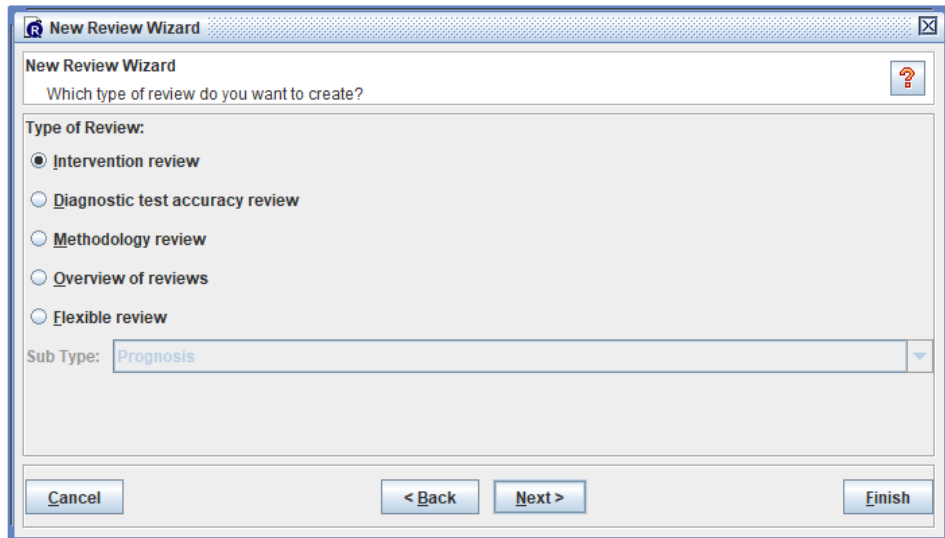 New Review Wizard
New Review Wizard
Which type of review do you want to create?
?
Type of Review:
Intervention review
Diagnostic test accuracy review
Methodology review
Overview of reviews
Flexible review
Sub Type: Prognosis
Cancel < Back Next > Finish